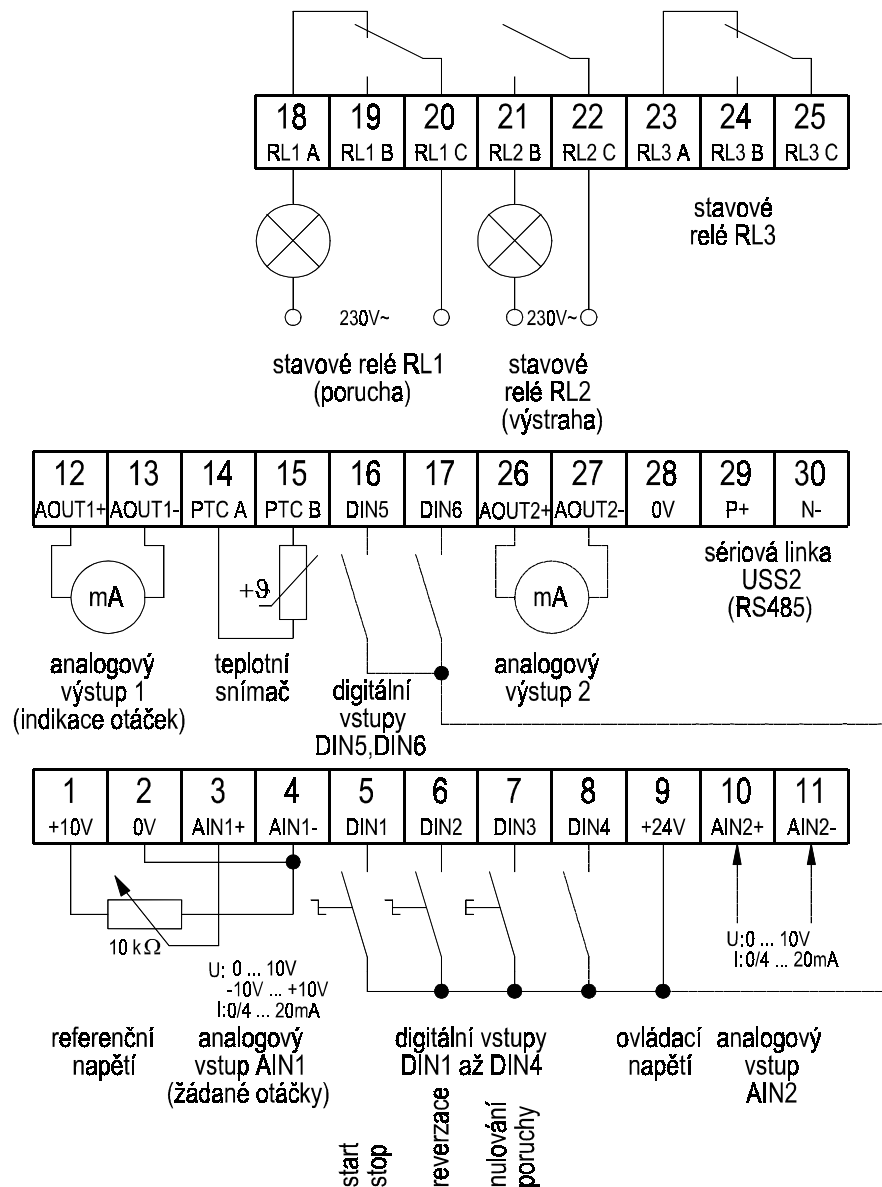 18 19 20 21 22 23 24 25
RL1 A RL1 B RL1 C RL2 B RL2 C RL3 A RL3 B RL3 C
stavové
relé RL3
230V~ 230V~
stavové relé RL1
(porucha)
stavové
relé RL2
(výstraha)
12 13 14 15 16 17 26 27 28 29 30
AOUT1+ AOUT1- PTC A PTC B DIN5 DIN6 AOUT2+ AOUT2- 0V P+ N-
sériová linka
USS2
(RS485)
mA +ϑ mA
analogový
výstup 1
(indikace otáček)
teplotní
snímač
digitální
vstupy
DIN5,DIN6
analogový
výstup 2
1 2 3 4 5 6 7 8 9 10 11
+10V 0V AIN1+ AIN1- DIN1 DIN2 DIN3 DIN4 +24V AIN2+ AIN2-
10 kΩ
U: 0 ... 10V
-10V ... +10V
I:0/4 ... 20mA
U:0 ... 10V
I:0/4 ... 20mA
referenční
napětí
analogový
vstup AIN1
(žádané otáčky)
digitální vstupy
DIN1 až DIN4
ovládací
napětí
analogový
vstup
AIN2
start
stop
reverzace
nulování
poruchy